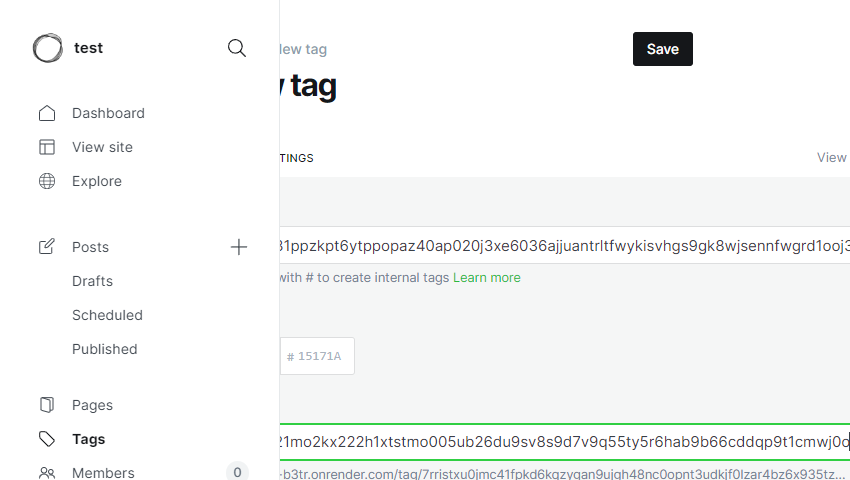 test
Dashboard
View site
Explore
Posts
Drafts
Scheduled
Published
Pages
Tags
Members 0
New tag
Save
tag
TINGS
View
31ppzkpt6ytppopaz40ap020j3xe6036ajjuantrltfwykisvhgs9gk8wjsennfwgrd1ooj3
with # to create internal tags Learn more
# 15171A
21mo2kx222h1xtstmo005ub26du9sv8s9d7v9q55ty5r6hab9b66cddqp9t1cmwj0q
-b3tr.onrender.com/tag/7rristxu0jmc41fpkd6kgzygan9ujgh48nc0opnt3udkjf0lzar4bz6x935tz...